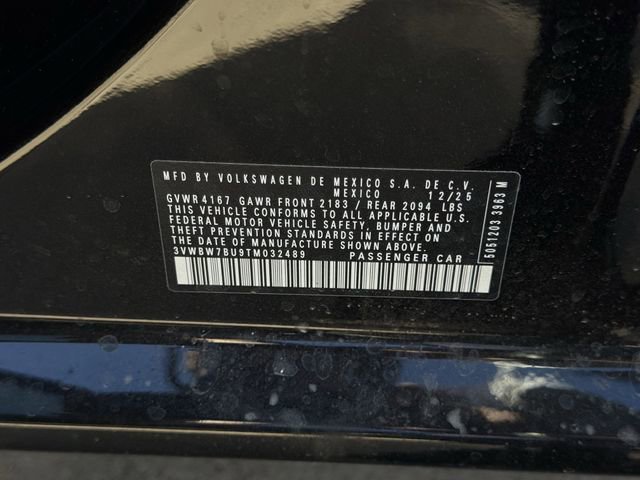 MFD BY VOLKSWAGEN DE MEXICO S.A. DE C.V.
MEXICO 12/25
GVWR 4167 GAWR FRONT 2183 / REAR 2094 LBS
THIS VEHICLE CONFORMS TO ALL APPLICABLE U.S.
FEDERAL MOTOR VEHICLE SAFETY, BUMPER AND
THEFT PREVENTION STANDARDS IN EFFECT ON
THE DATE OF MANUFACTURE SHOWN ABOVE.
3VWBW7BU9TM032489 PASSENGER CAR
5051203 3963 M